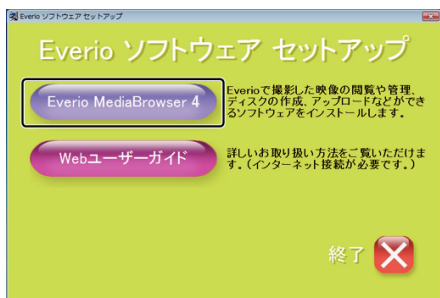 Everio ソフトウェア セットアップ
Everio ソフトウェア セットアップ
Everio MediaBrowser 4
Everioで撮影した映像の閲覧や管理、
ディスクの作成、アップロードなどができ
るソフトウェアをインストールします。
Webユーザーガイド
詳しいお取り扱い方法をご覧いただけま
す。(インターネット接続が必要です。)
終了